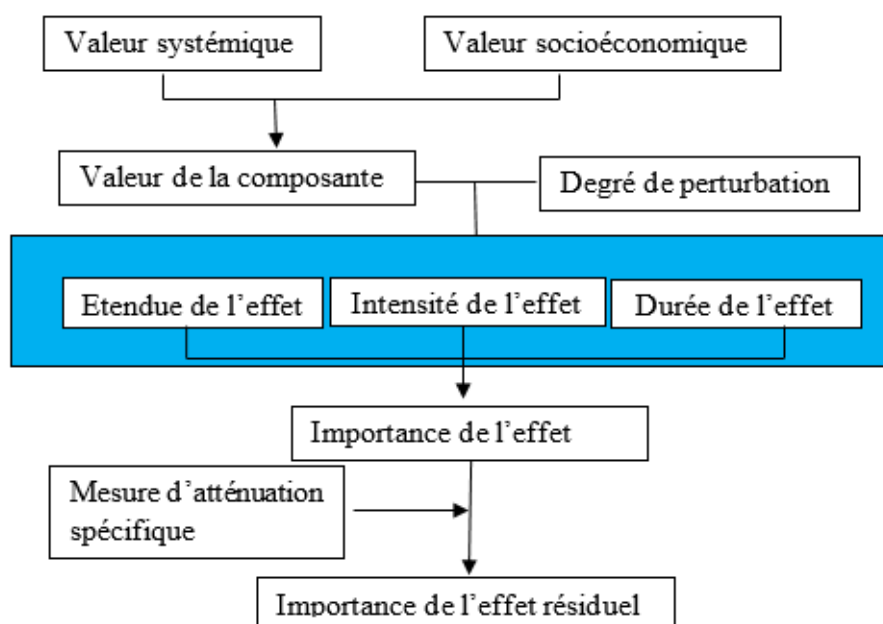 Valeur systémique
Valeur socioéconomique
Valeur de la composante
Degré de perturbation
Etendue de l'effet
Intensité de l'effet
Durée de l'effet
Importance de l'effet
Mesure d'atténuation
spécifique
Importance de l'effet résiduel